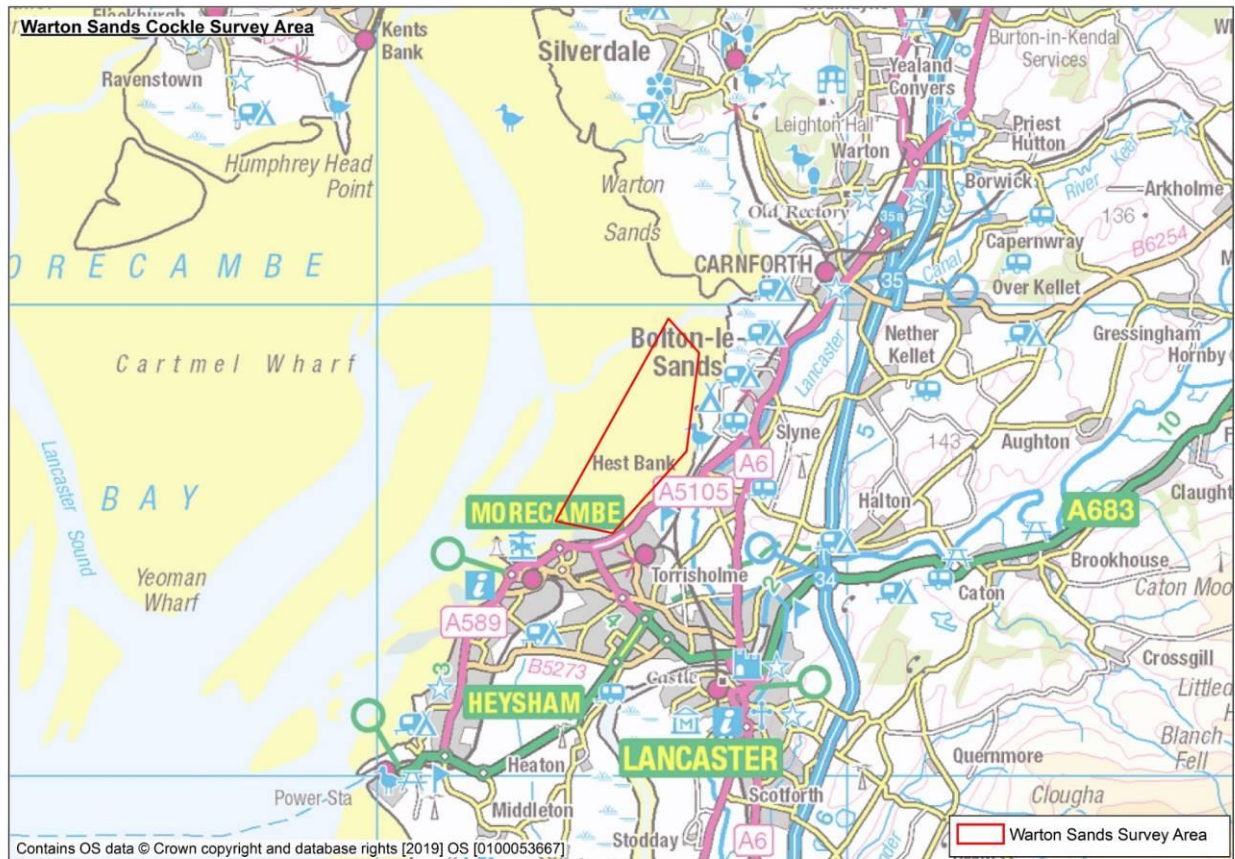 Warton Sands Cockle Survey Area
Kents
Bank
Ravenstown
Humphrey Head
Point
Silverdale
Yealand
Conyers
Burton-in-Kendal
Services
8
Leighton Hall
Warton
Priest
Hutton
Warton
Sands
Old Rectory
Borwick
River Keer
Arkholme
35a
136
Capernwray
B6254
ORECAMBE
CARNFORTH
35
Canal
Over Kellet
Bolton-le-
Sands
Nether
Kellet
Gressingham
Hornby
Cartmel Wharf
Lancaster
5
Slyne
143
Aughton
10
Lancaster
Sound
BAY
Hest Bank
A6
A5105
Halton
A683
Claught
MORECAMBE
Yeoman
Wharf
Torrisholme
2
34
Brookhouse
Caton
Caton Moo
A589
4
3
B5273
Castle
Crossgill
HEYSHAM
Littled
LANCASTER
Blanch
Fell
Quernmore
Heaton
Power Sta
Scotforth
Clougha
Middleton
Stodday
A6
6
Warton Sands Survey Area
Contains OS data © Crown copyright and database rights [2019] OS [0100053667]